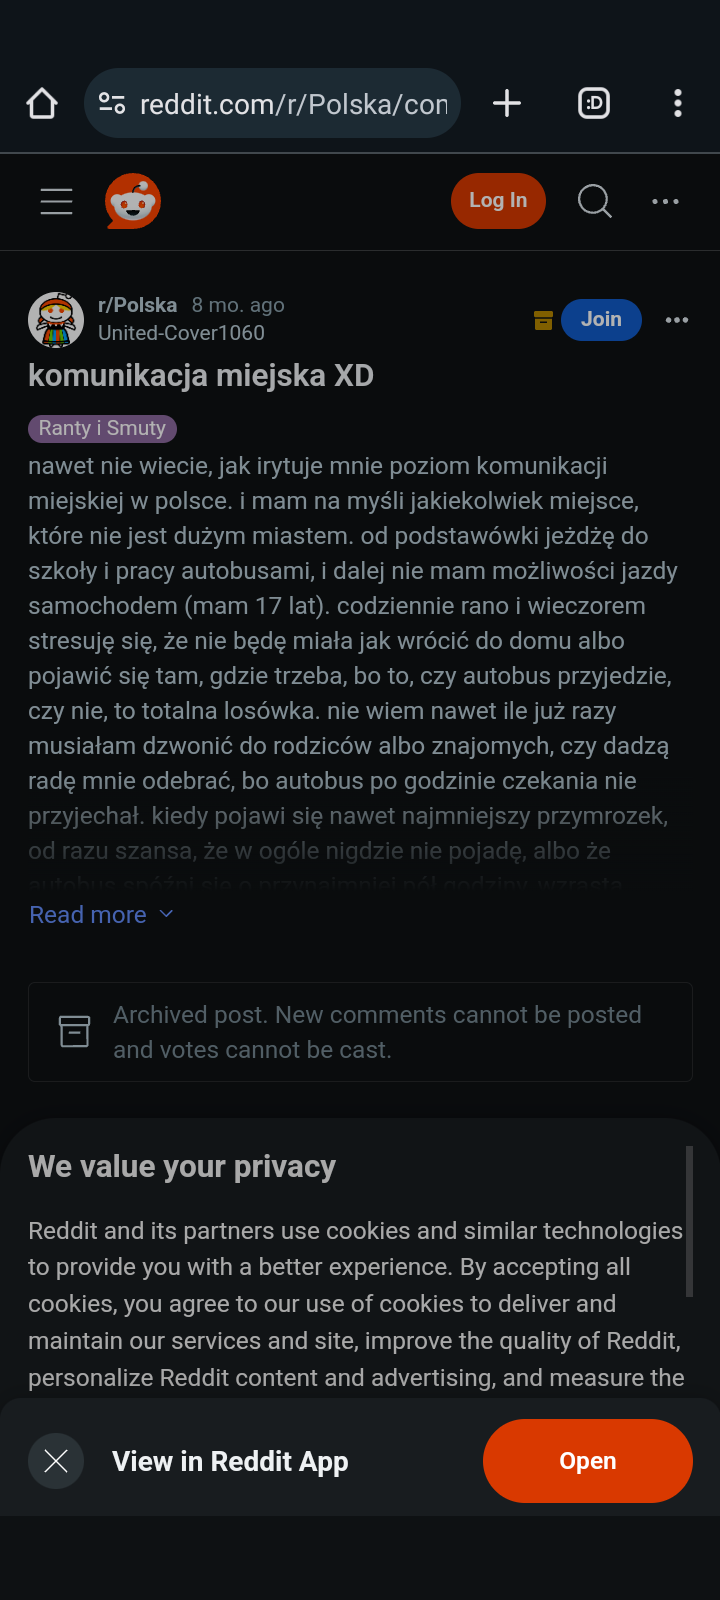 reddit.com/r/Polska/con
:D
Log In
r/Polska 8 mo. ago
United-Cover1060
Join
komunikacja miejska XD
Ranty i Smuty
nawet nie wiecie, jak irytuje mnie poziom komunikacji
miejskiej w polsce. i mam na myśli jakiekolwiek miejsce,
które nie jest dużym miastem. od podstawówki jeżdżę do
szkoły i pracy autobusami, i dalej nie mam możliwości jazdy
samochodem (mam 17 lat). codziennie rano i wieczorem
stresuję się, że nie będę miała jak wrócić do domu albo
pojawić się tam, gdzie trzeba, bo to, czy autobus przyjedzie,
czy nie, to totalna losówka. nie wiem nawet ile już razy
musiałam dzwonić do rodziców albo znajomych, czy dadzą
radę mnie odebrać, bo autobus po godzinie czekania nie
przyjechał. kiedy pojawi się nawet najmniejszy przymrozek,
od razu szansa, że w ogóle nigdzie nie pojadę, albo że
autobus spóźni się o przynajmniej pół godziny, wzrasta
Read more
Archived post. New comments cannot be posted
and votes cannot be cast.
We value your privacy
Reddit and its partners use cookies and similar technologies
to provide you with a better experience. By accepting all
cookies, you agree to our use of cookies to deliver and
maintain our services and site, improve the quality of Reddit,
personalize Reddit content and advertising, and measure the
View in Reddit App
Open